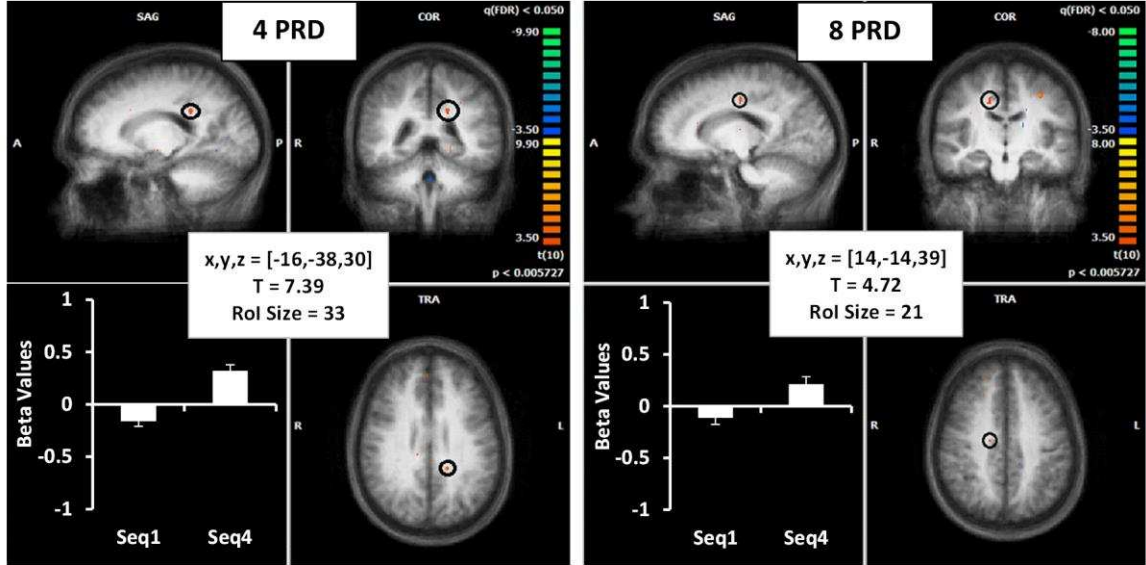 SAG
4 PRD
COR
q(FDR) < 0.050
-9.90
-3.50
9.90
3.50
t(10)
p < 0.005727
A
P
R
x,y,z = [-16,-38,30]
T = 7.39
RoI Size = 33
TRA
R
L
Beta Values
1
0.5
0
-0.5
-1
Seq1
Seq4
SAG
8 PRD
COR
q(FDR) < 0.050
-8.00
-3.50
8.00
3.50
t(10)
p < 0.005727
A
P
R
x,y,z = [14,-14,39]
T = 4.72
RoI Size = 21
TRA
R
L
Beta Values
1
0.5
0
-0.5
-1
Seq1
Seq4